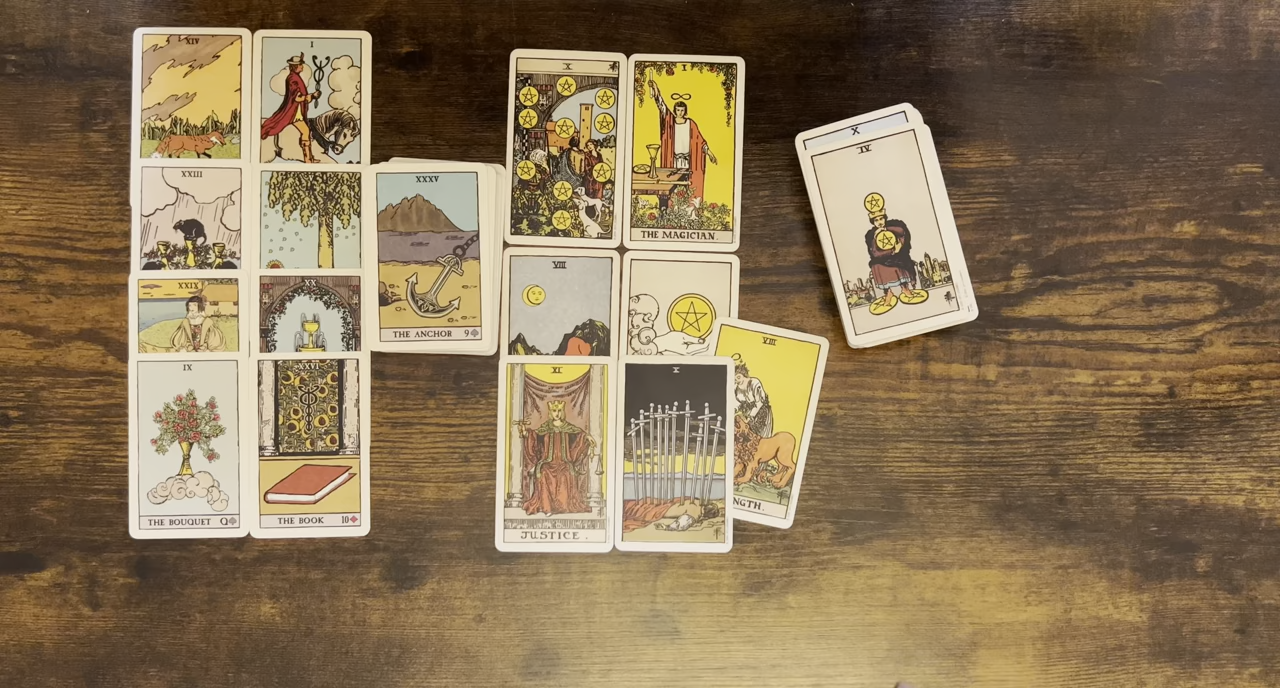 XIV
I
XXIII
XXIX
XX
IX
XXVI
THE BOUQUET Q♠
THE BOOK 10♦
XXXV
THE ANCHOR 9♠
X
I
THE MAGICIAN.
VIII
XI
JUSTICE.
X
VIII
NGTH.
X
IV